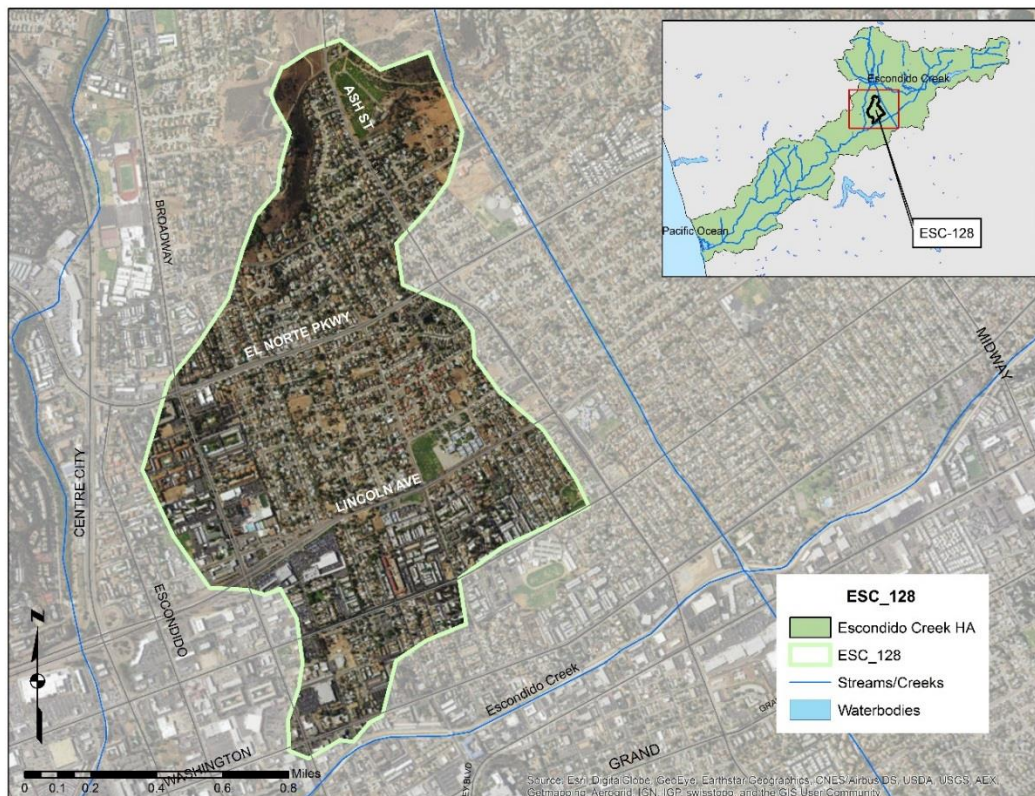 ASH ST
BROADWAY
EL NORTE PKWY
LINCOLN AVE
CENTRE CITY
ESCONDIDO
MIDWAY
Escondido Creek
WASHINGTON
GRAND
Escondido Creek
ESC-128
Pacific Ocean
ESC_128
Escondido Creek HA
ESC_128
Streams/Creeks
Waterbodies
N
Miles
0 0.1 0.2 0.4 0.6 0.8
Source: Esri, DigitalGlobe, GeoEye, Earthstar Geographics, CNES/Airbus DS, USDA, USGS, AEX,
Getmapping, Aerogrid, IGN, IGP, swisstopo, and the GIS User Community